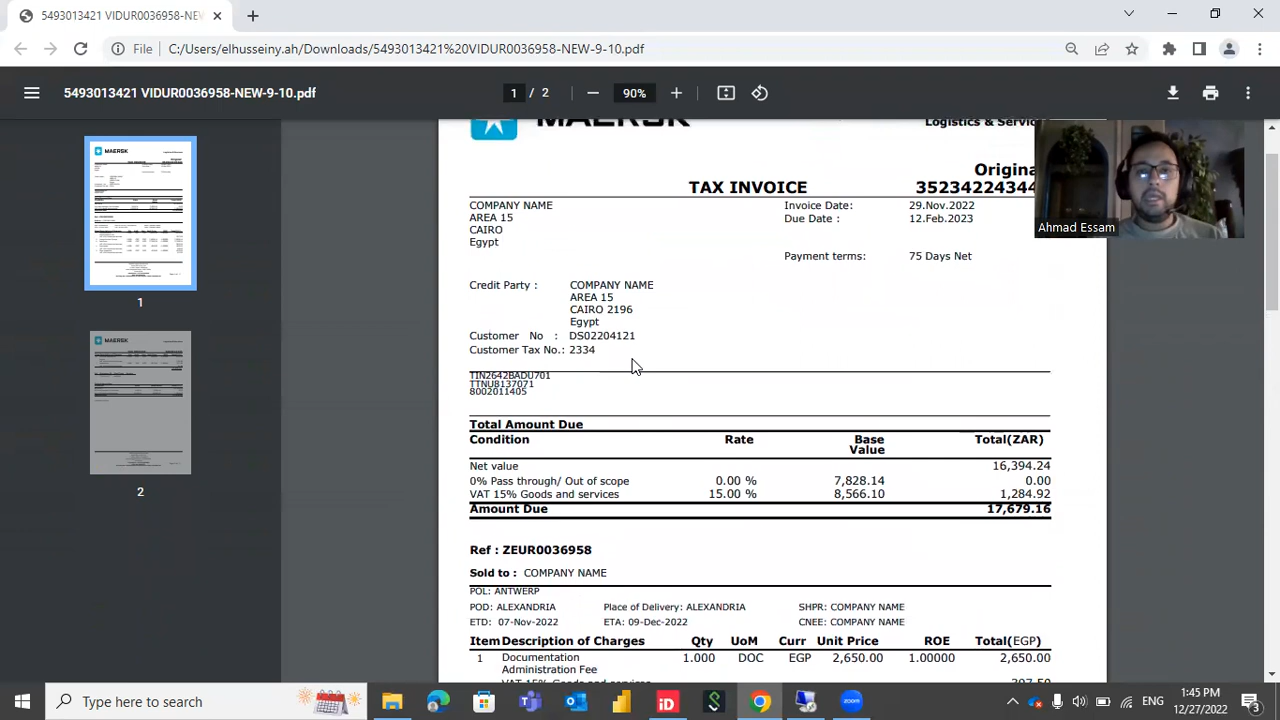 5493013421 VIDUR0036958-NEW
File
C:/Users/elhusseiny.ah/Downloads/5493013421%20VIDUR0036958-NEW-9-10.pdf
5493013421 VIDUR0036958-NEW-9-10.pdf
1 / 2
90%
1
2
MAERSK
Logistics & Servic
Origina
TAX INVOICE
35234224344
Ahmad Essam
COMPANY NAME
AREA 15
CAIRO
Egypt
Invoice Date: 29.Nov.2022
Due Date : 12.Feb.2023
Payment terms: 75 Days Net
Credit Party : COMPANY NAME
AREA 15
CAIRO 2196
Egypt
Customer No : DS02204121
Customer Tax No.: 2334
TIN2642BADU701
TTNU8137071
8002011405
Total Amount Due
Condition Rate Base Value Total(ZAR)
Net value 16,394.24
0% Pass through/ Out of scope 0.00 % 7,828.14 0.00
VAT 15% Goods and services 15.00 % 8,566.10 1,284.92
Amount Due 17,679.16
Ref : ZEUR0036958
Sold to : COMPANY NAME
POL: ANTWERP
POD: ALEXANDRIA Place of Delivery: ALEXANDRIA SHPR: COMPANY NAME
ETD: 07-Nov-2022 ETA: 09-Dec-2022 CNEE: COMPANY NAME
Item Description of Charges Qty UoM Curr Unit Price ROE Total(EGP)
1 Documentation 1.000 DOC EGP 2,650.00 1.00000 2,650.00
Administration Fee
Type here to search
ENG
1:45 PM
12/27/2022
3